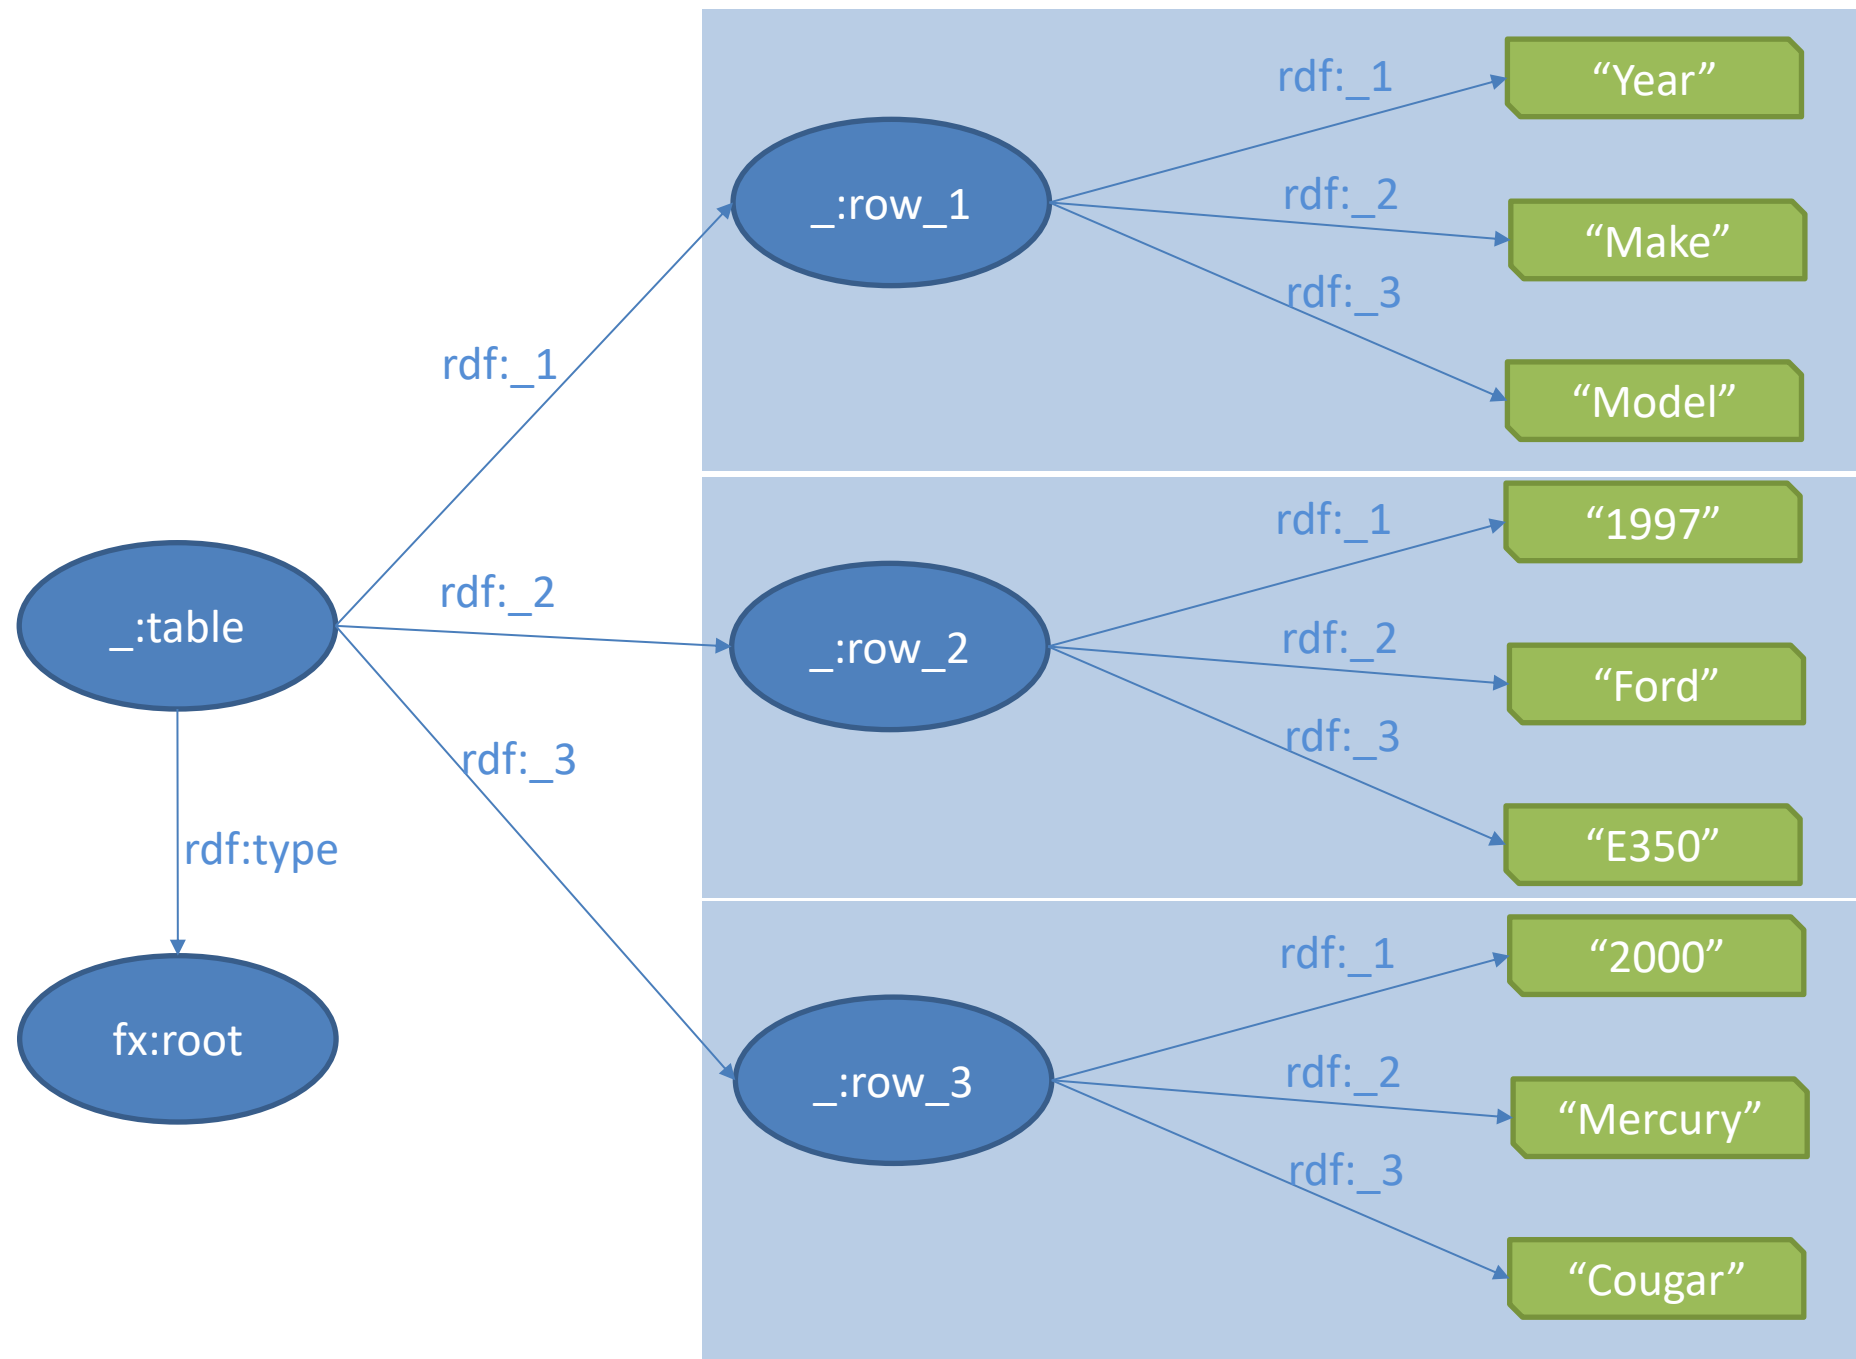 _:table
rdf:type
fx:root
rdf:_1
rdf:_2
rdf:_3
_:row_1
rdf:_1
“Year”
rdf:_2
“Make”
rdf:_3
“Model”
_:row_2
rdf:_1
“1997”
rdf:_2
“Ford”
rdf:_3
“E350”
_:row_3
rdf:_1
“2000”
rdf:_2
“Mercury”
rdf:_3
“Cougar”